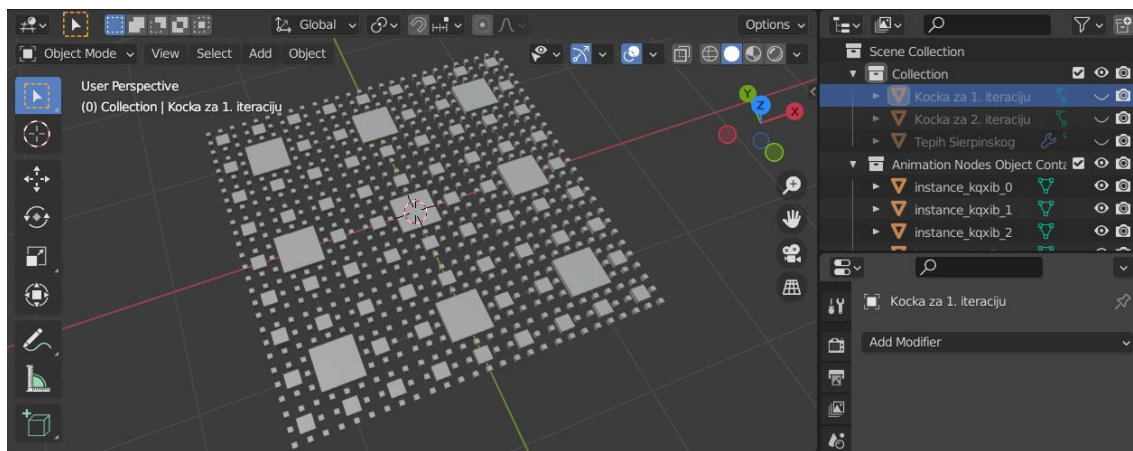 Global
Options
Object Mode
View
Select
Add
Object
User Perspective
(0) Collection | Kocka za 1. iteraciju
Y
Z
X
Scene Collection
Collection
Kocka za 1. iteraciju
Kocka za 2. iteraciju
Tepih Sierpinskog
Animation Nodes Object Conta
instance_kqxib_0
instance_kqxib_1
instance_kqxib_2
Kocka za 1. iteraciju
Add Modifier